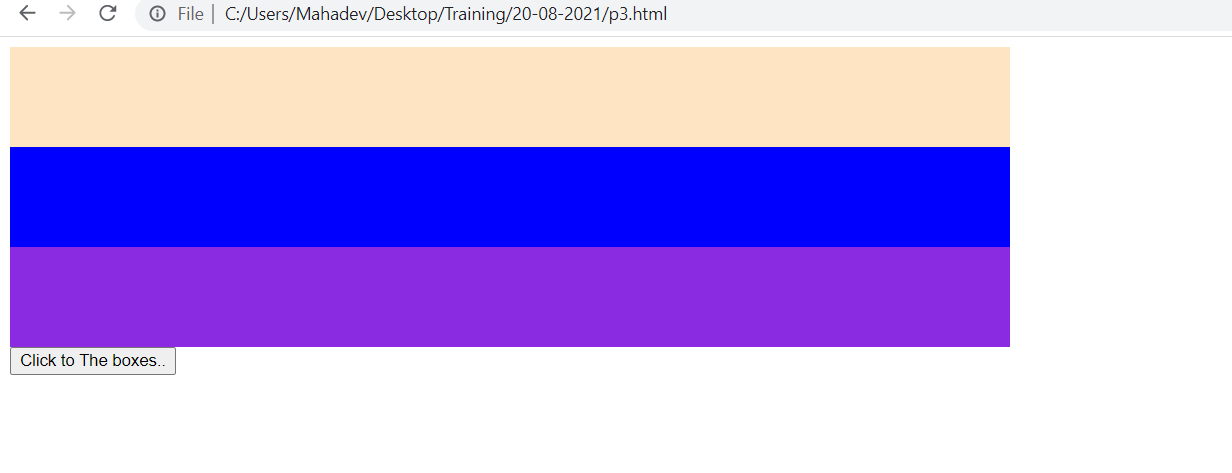 File | C:/Users/Mahadev/Desktop/Training/20-08-2021/p3.html
Click to The boxes..